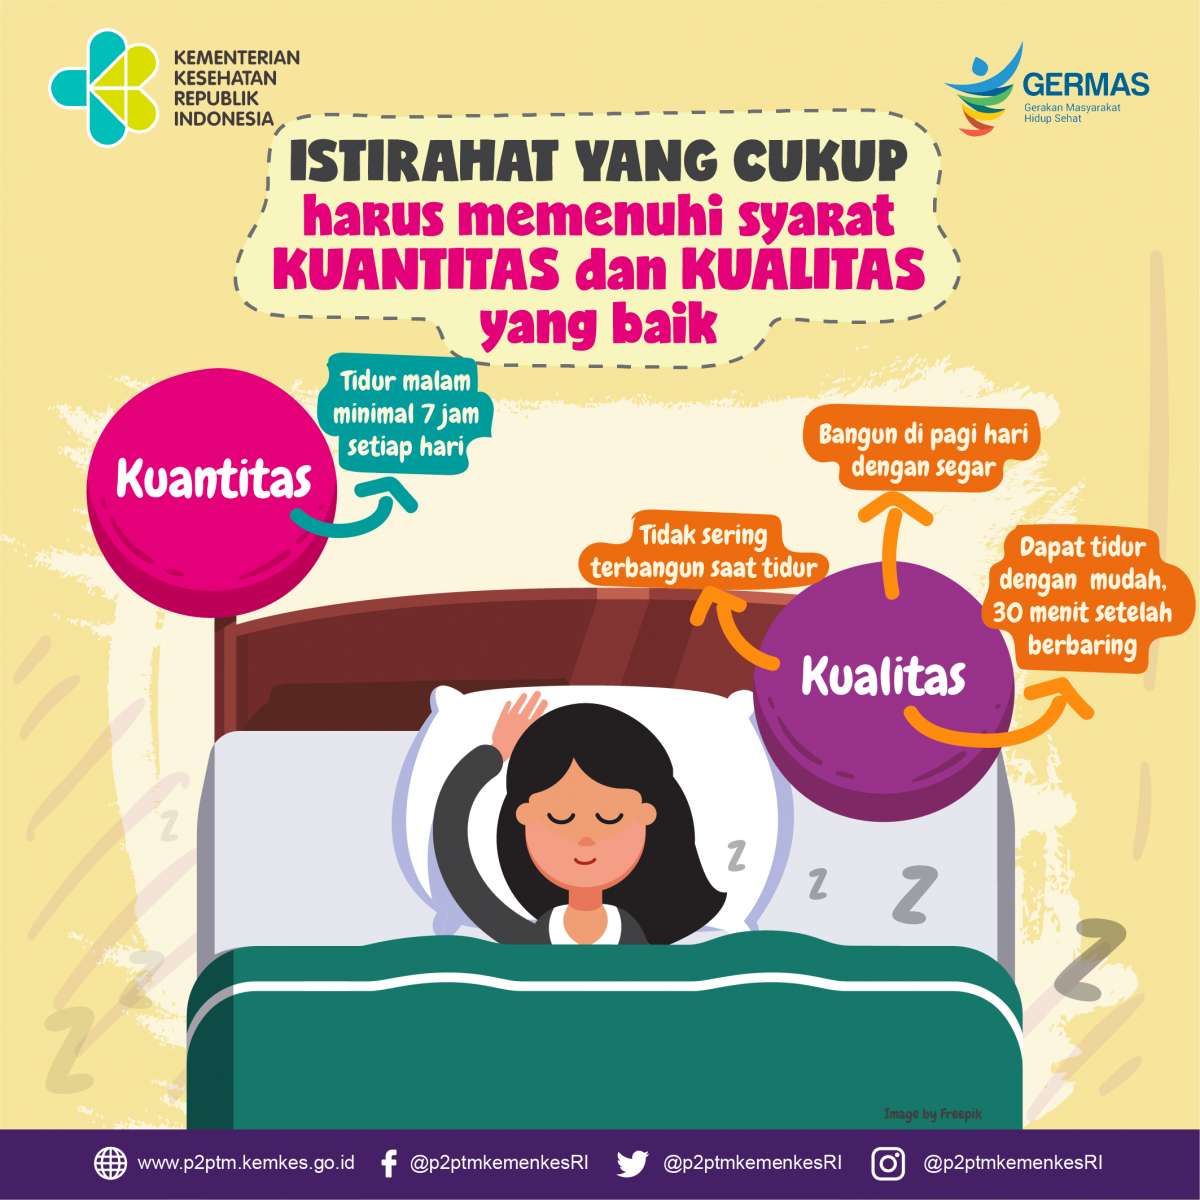 KEMENTERIAN
KESEHATAN
REPUBLIK
INDONESIA
GERMAS
Gerakan Masyarakat
Hidup Sehat
ISTIRAHAT YANG CUKUP
harus memenuhi syarat
KUANTITAS dan KUALITAS
yang baik
Kuantitas
Tidur malam
minimal 7 jam
setiap hari
Bangun di pagi hari
dengan segar
Tidak sering
terbangun saat tidur
Dapat tidur
dengan mudah,
30 menit setelah
berbaring
Kualitas
z
z
z
z
z
z
z
Image by Freepik
www.p2ptm.kemkes.go.id
@p2ptmkemenkesRI
@p2ptmkemenkesRI
@p2ptmkemenkesRI